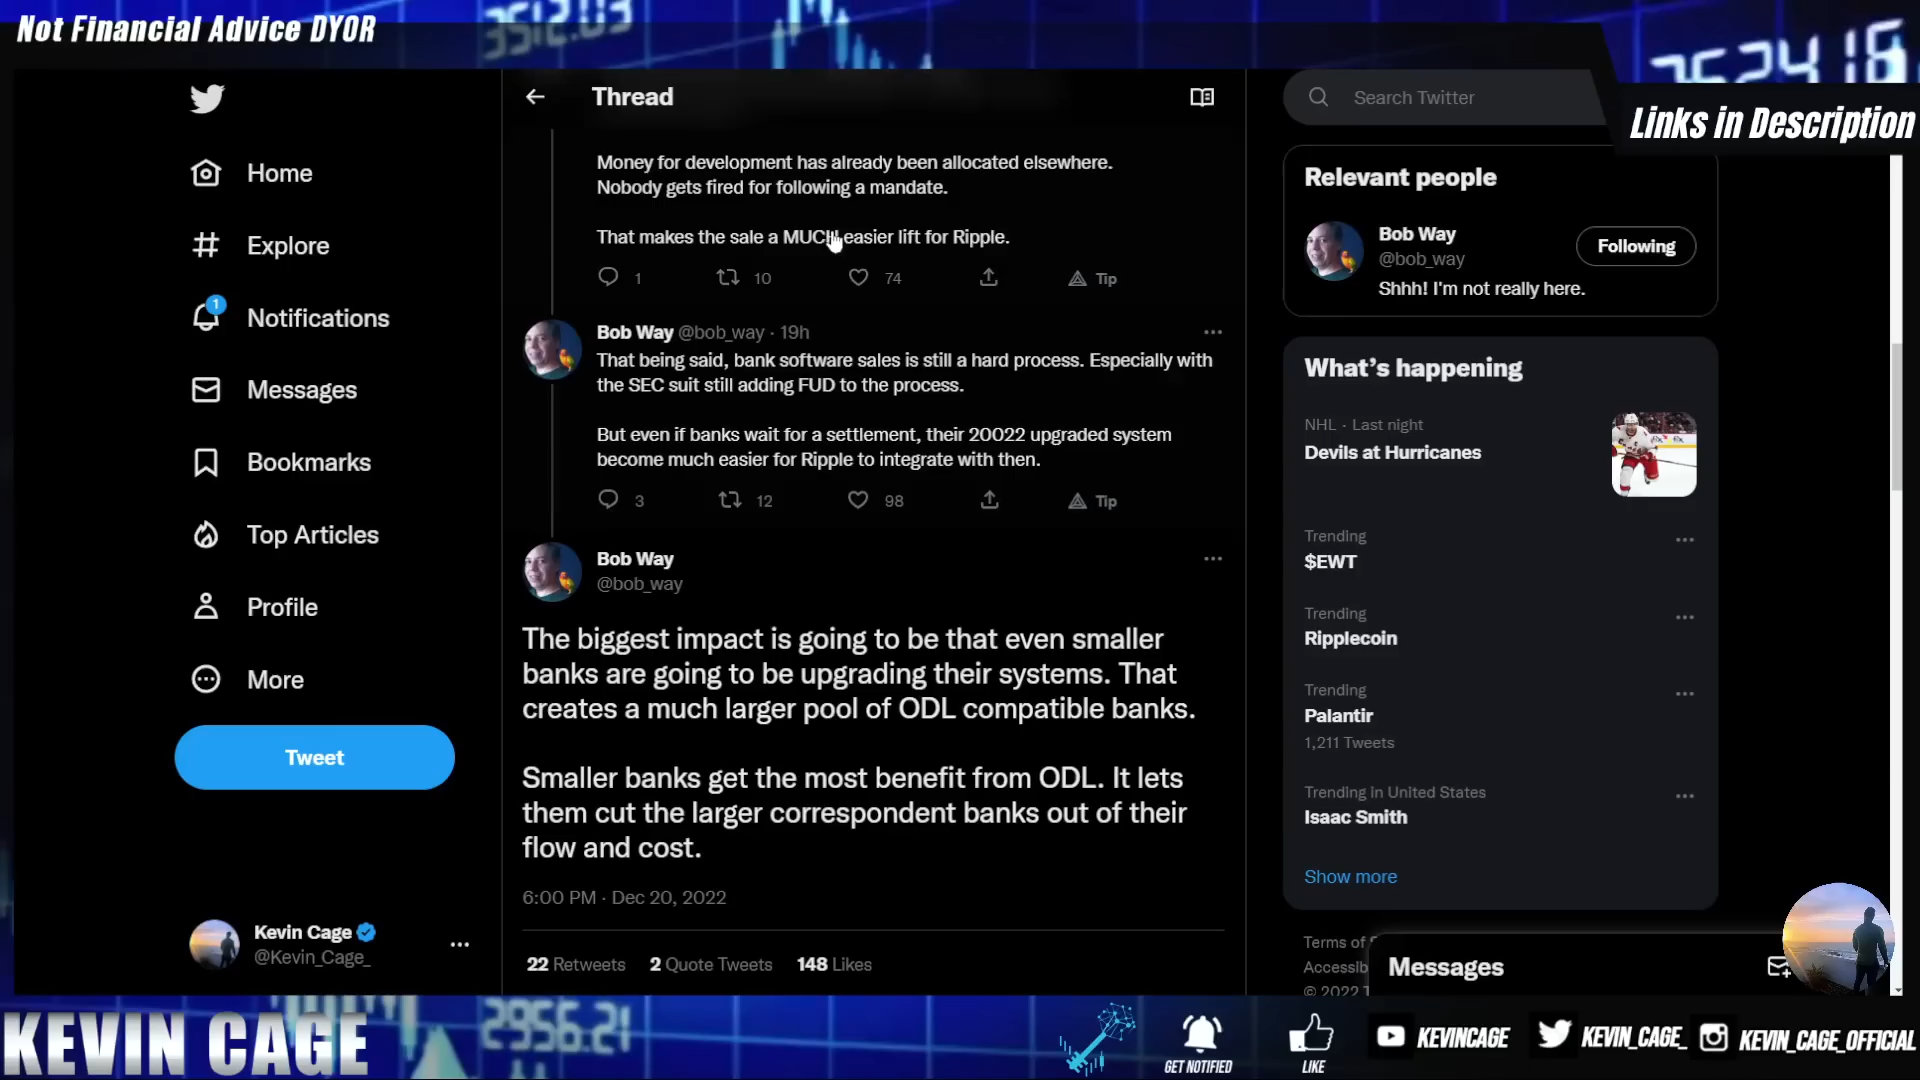 Not Financial Advice DYOR
3512.03
Links in Description
Home
Explore
1
Notifications
Messages
Bookmarks
Top Articles
Profile
More
Tweet
Kevin Cage
@Kevin_Cage_
Thread
Money for development has already been allocated elsewhere.
Nobody gets fired for following a mandate.
That makes the sale a MUCH easier lift for Ripple.
1 10 74 Tip
Bob Way @bob_way · 19h
That being said, bank software sales is still a hard process. Especially with
the SEC suit still adding FUD to the process.
But even if banks wait for a settlement, their 20022 upgraded system
become much easier for Ripple to integrate with then.
3 12 98 Tip
Bob Way
@bob_way
The biggest impact is going to be that even smaller
banks are going to be upgrading their systems. That
creates a much larger pool of ODL compatible banks.
Smaller banks get the most benefit from ODL. It lets
them cut the larger correspondent banks out of their
flow and cost.
6:00 PM · Dec 20, 2022
22 Retweets 2 Quote Tweets 148 Likes
Search Twitter
Relevant people
Bob Way
@bob_way
Following
Shhh! I'm not really here.
What's happening
NHL · Last night
Devils at Hurricanes
Trending
$EWT
Trending
Ripplecoin
Trending
Palantir
1,211 Tweets
Trending in United States
Isaac Smith
Show more
Terms of
Accessib
© 2022
Messages
KEVIN CAGE
2956.21
GET NOTIFIED
LIKE
KEVINCAGE
KEVIN_CAGE_
KEVIN_CAGE_OFFICIAL